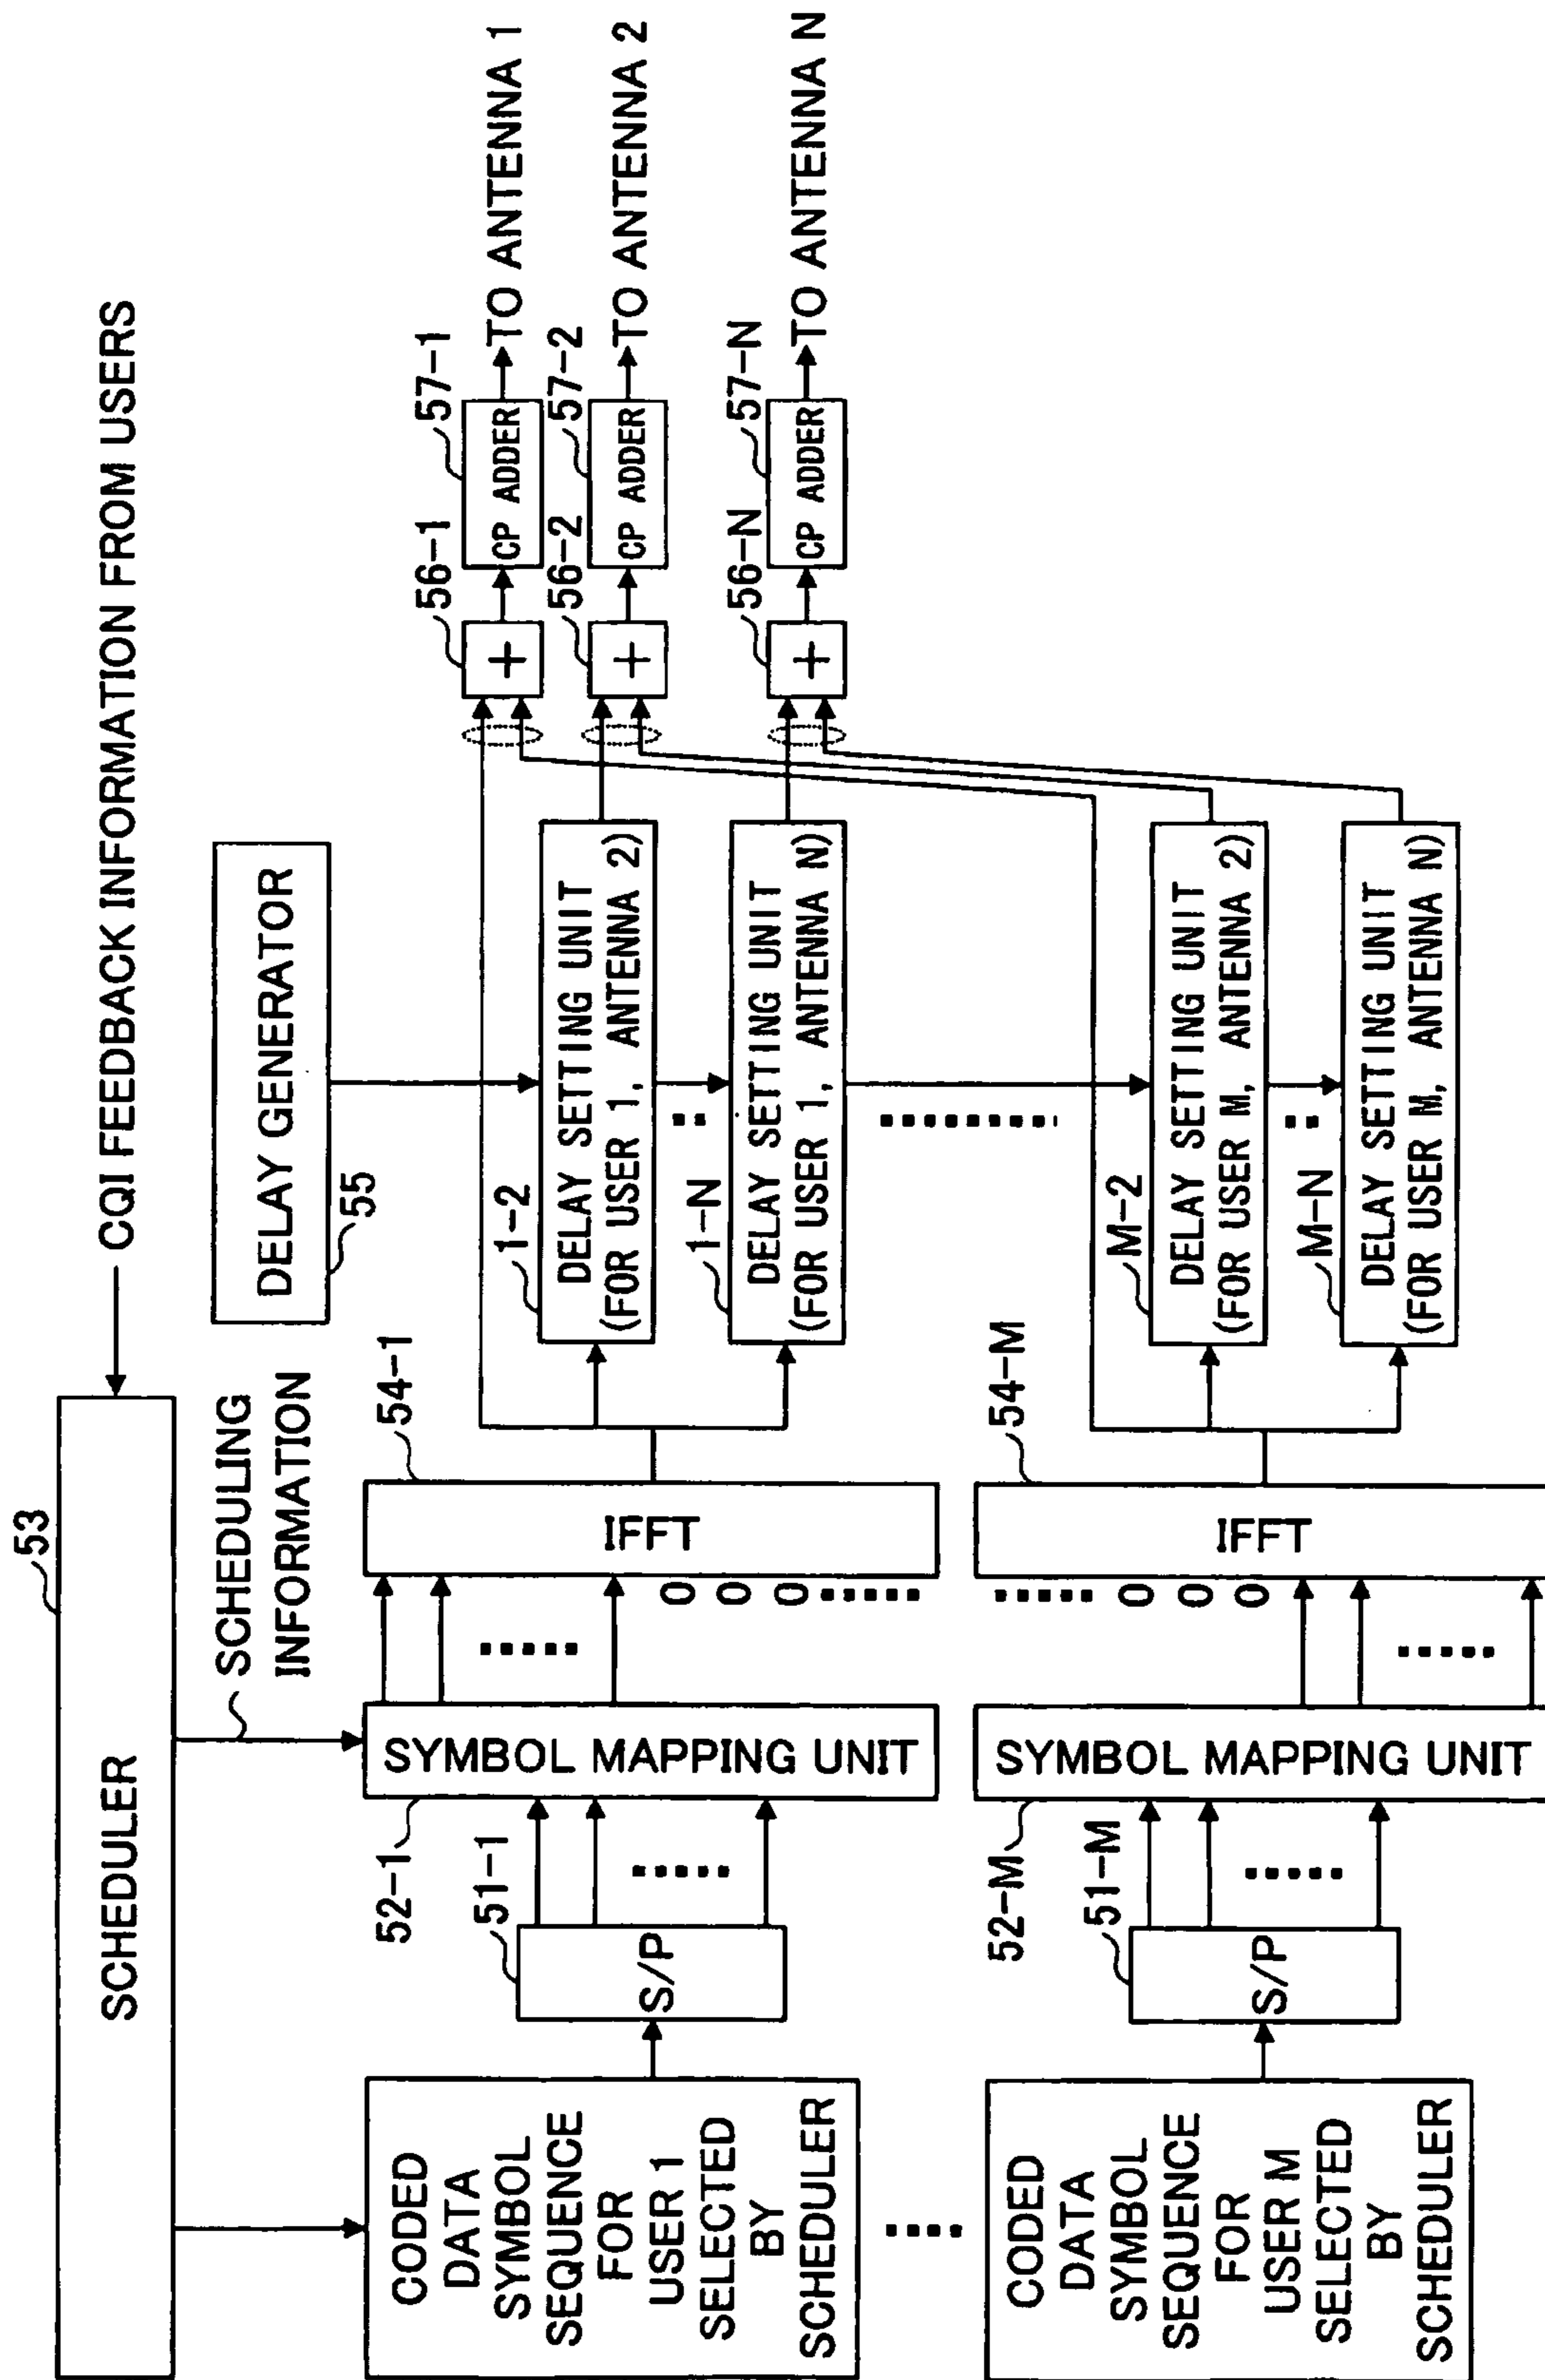 CQI FEEDBACK INFORMATION FROM USERS
53
SCHEDULER
SCHEDULING
INFORMATION
DELAY GENERATOR
55
CODED
DATA
SYMBOL
SEQUENCE
FOR
USER 1
SELECTED
BY
SCHEDULER
51-1
S/P
52-1
SYMBOL MAPPING UNIT
0
0
0
54-1
IFFT
1-2
DELAY SETTING UNIT
(FOR USER 1, ANTENNA 2)
1-N
DELAY SETTING UNIT
(FOR USER 1, ANTENNA N)
56-1
+
57-1
CP ADDER
TO ANTENNA 1
56-2
+
57-2
CP ADDER
TO ANTENNA 2
56-N
+
57-N
CP ADDER
TO ANTENNA N
CODED
DATA
SYMBOL
SEQUENCE
FOR
USER M
SELECTED
BY
SCHEDULER
51-M
S/P
52-M
SYMBOL MAPPING UNIT
0
0
0
54-M
IFFT
M-2
DELAY SETTING UNIT
(FOR USER M, ANTENNA 2)
M-N
DELAY SETTING UNIT
(FOR USER M, ANTENNA N)